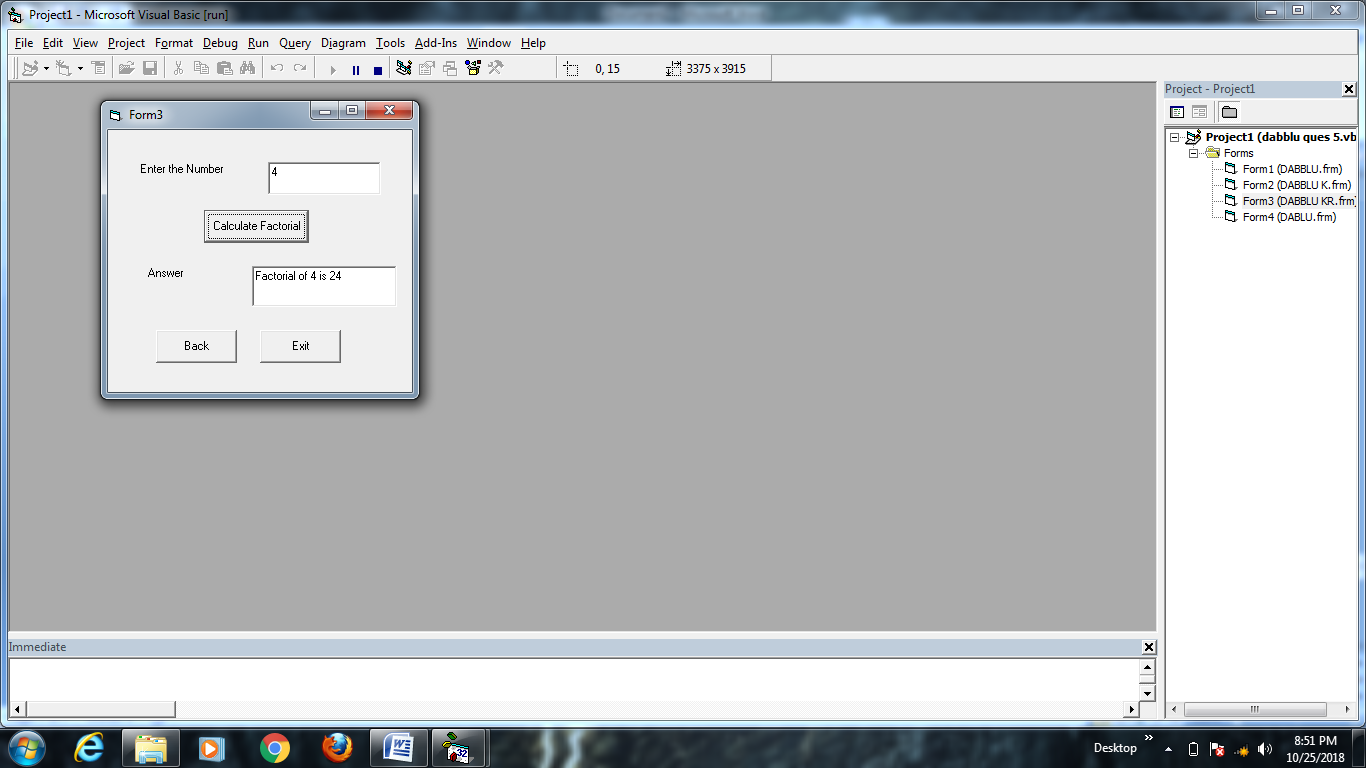 Project1 - Microsoft Visual Basic [run]
File Edit View Project Format Debug Run Query Diagram Tools Add-Ins Window Help
0, 15 3375 x 3915
Form3
Enter the Number 4
Calculate Factorial
Answer Factorial of 4 is 24
Back Exit
Project - Project1
Project1 (dabblu ques 5.vb
Forms
Form1 (DABBLU.frm)
Form2 (DABBLU K.frm)
Form3 (DABBLU KR.frm)
Form4 (DABLU.frm)
Immediate
Desktop
8:51 PM
10/25/2018